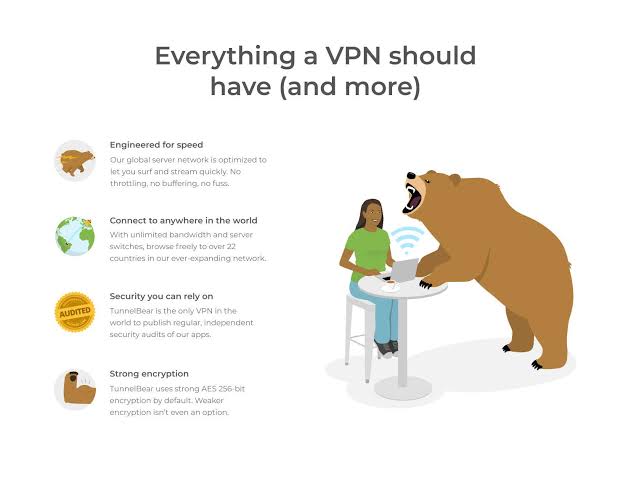 Everything a VPN should
have (and more)
Engineered for speed
Our global server network is optimized to
let you surf and stream quickly. No
throttling, no buffering, no fuss.
Connect to anywhere in the world
With unlimited bandwidth and server
switches, browse freely to over 22
countries in our ever-expanding network.
AUDITED
Security you can rely on
TunnelBear is the only VPN in the
world to publish regular, independent
security audits of our apps.
Strong encryption
TunnelBear uses strong AES 256-bit
encryption by default. Weaker
encryption isn't even an option.